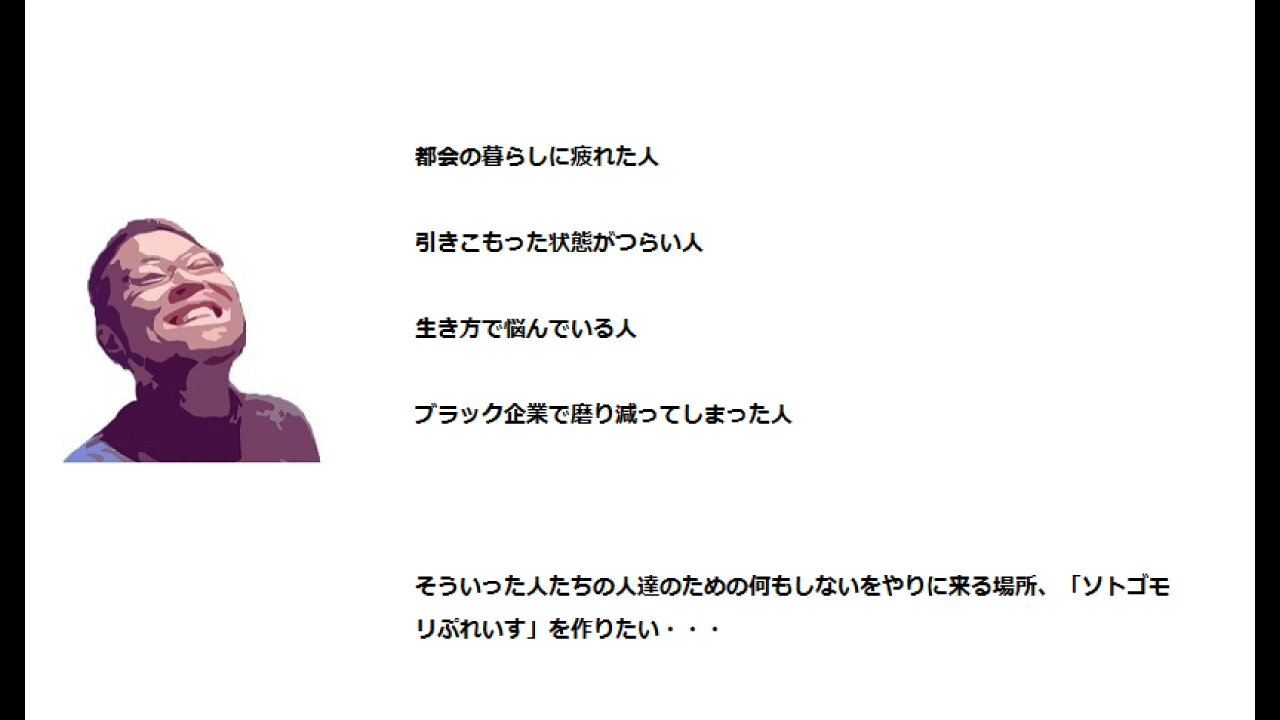 都会の暮らしに疲れた人
引きこもった状態がつらい人
生き方で悩んでいる人
ブラック企業で磨り減ってしまった人
そういった人たちの人達のための何もしないをやりに来る場所、「ソトゴモ
リぷれいす」を作りたい・・・